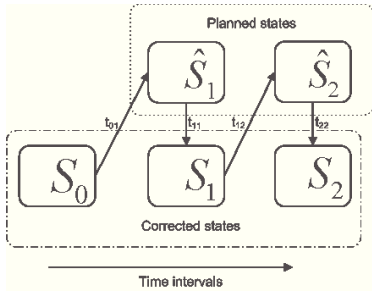 Planned states
Ŝ₁ Ŝ₂
t₀₁ t₁₁ t₁₂ t₂₂
S₀ S₁ S₂
Corrected states
Time intervals